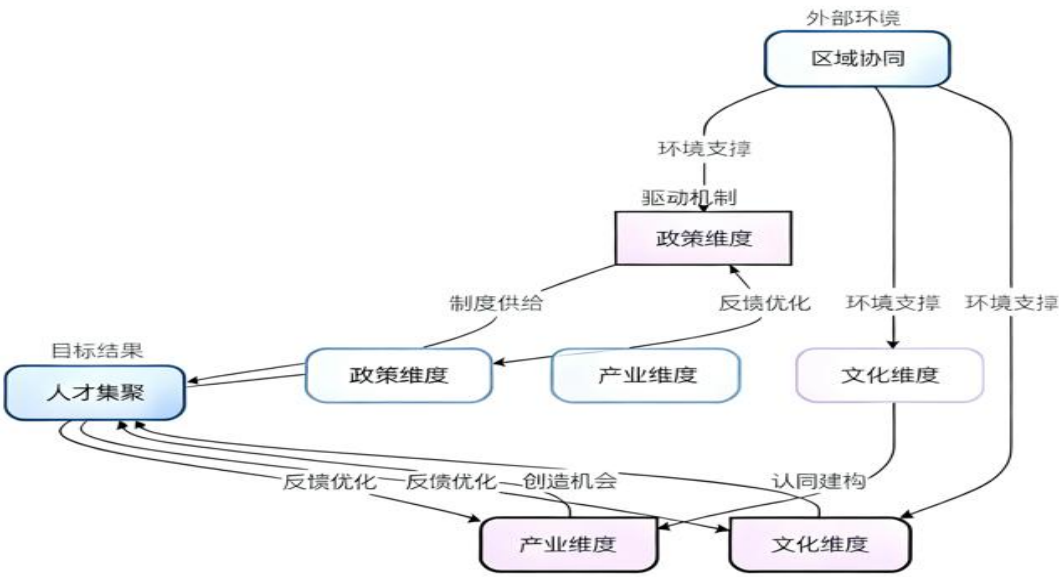 外部环境
区域协同
环境支撑
驱动机制
政策维度
制度供给
反馈优化
环境支撑
环境支撑
目标结果
人才集聚
政策维度
产业维度
文化维度
反馈优化
反馈优化
创造机会
认同建构
产业维度
文化维度